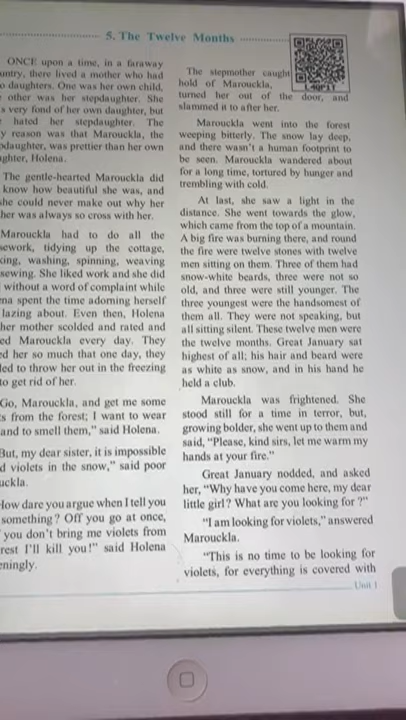 5. The Twelve Months
L4QP1T
ONCE upon a time, in a faraway
untry, there lived a mother who had
o daughters. One was her own child,
other was her stepdaughter. She
s very fond of her own daughter, but
hated her stepdaughter. The
y reason was that Marouckla, the
pdaughter, was prettier than her own
ughter, Holena.
The gentle-hearted Marouckla did
know how beautiful she was, and
she could never make out why her
her was always so cross with her.
Marouckla had to do all the
sework, tidying up the cottage,
king, washing, spinning, weaving
sewing. She liked work and she did
without a word of complaint while
ena spent the time adorning herself
lazing about. Even then, Holena
her mother scolded and rated and
ed Marouckla every day. They
ed her so much that one day, they
led to throw her out in the freezing
to get rid of her.
Go, Marouckla, and get me some
s from the forest; I want to wear
and to smell them," said Holena.
But, my dear sister, it is impossible
d violets in the snow," said poor
uckla.
How dare you argue when I tell you
something? Off you go at once,
you don't bring me violets from
rest I'll kill you!" said Holena
eningly.
The stepmother caught
hold of Marouckla,
turned her out of the door, and
slammed it to after her.
Marouckla went into the forest
weeping bitterly. The snow lay deep,
and there wasn't a human footprint to
be seen. Marouckla wandered about
for a long time, tortured by hunger and
trembling with cold.
At last, she saw a light in the
distance. She went towards the glow,
which came from the top of a mountain.
A big fire was burning there, and round
the fire were twelve stones with twelve
men sitting on them. Three of them had
snow-white beards, three were not so
old, and three were still younger. The
three youngest were the handsomest of
them all. They were not speaking, but
all sitting silent. These twelve men were
the twelve months. Great January sat
highest of all; his hair and beard were
as white as snow, and in his hand he
held a club.
Marouckla was frightened. She
stood still for a time in terror, but,
growing bolder, she went up to them and
said, "Please, kind sirs, let me warm my
hands at your fire."
Great January nodded, and asked
her, "Why have you come here, my dear
little girl? What are you looking for ?"
"I am looking for violets," answered
Marouckla.
"This is no time to be looking for
violets, for everything is covered with
Unit 1